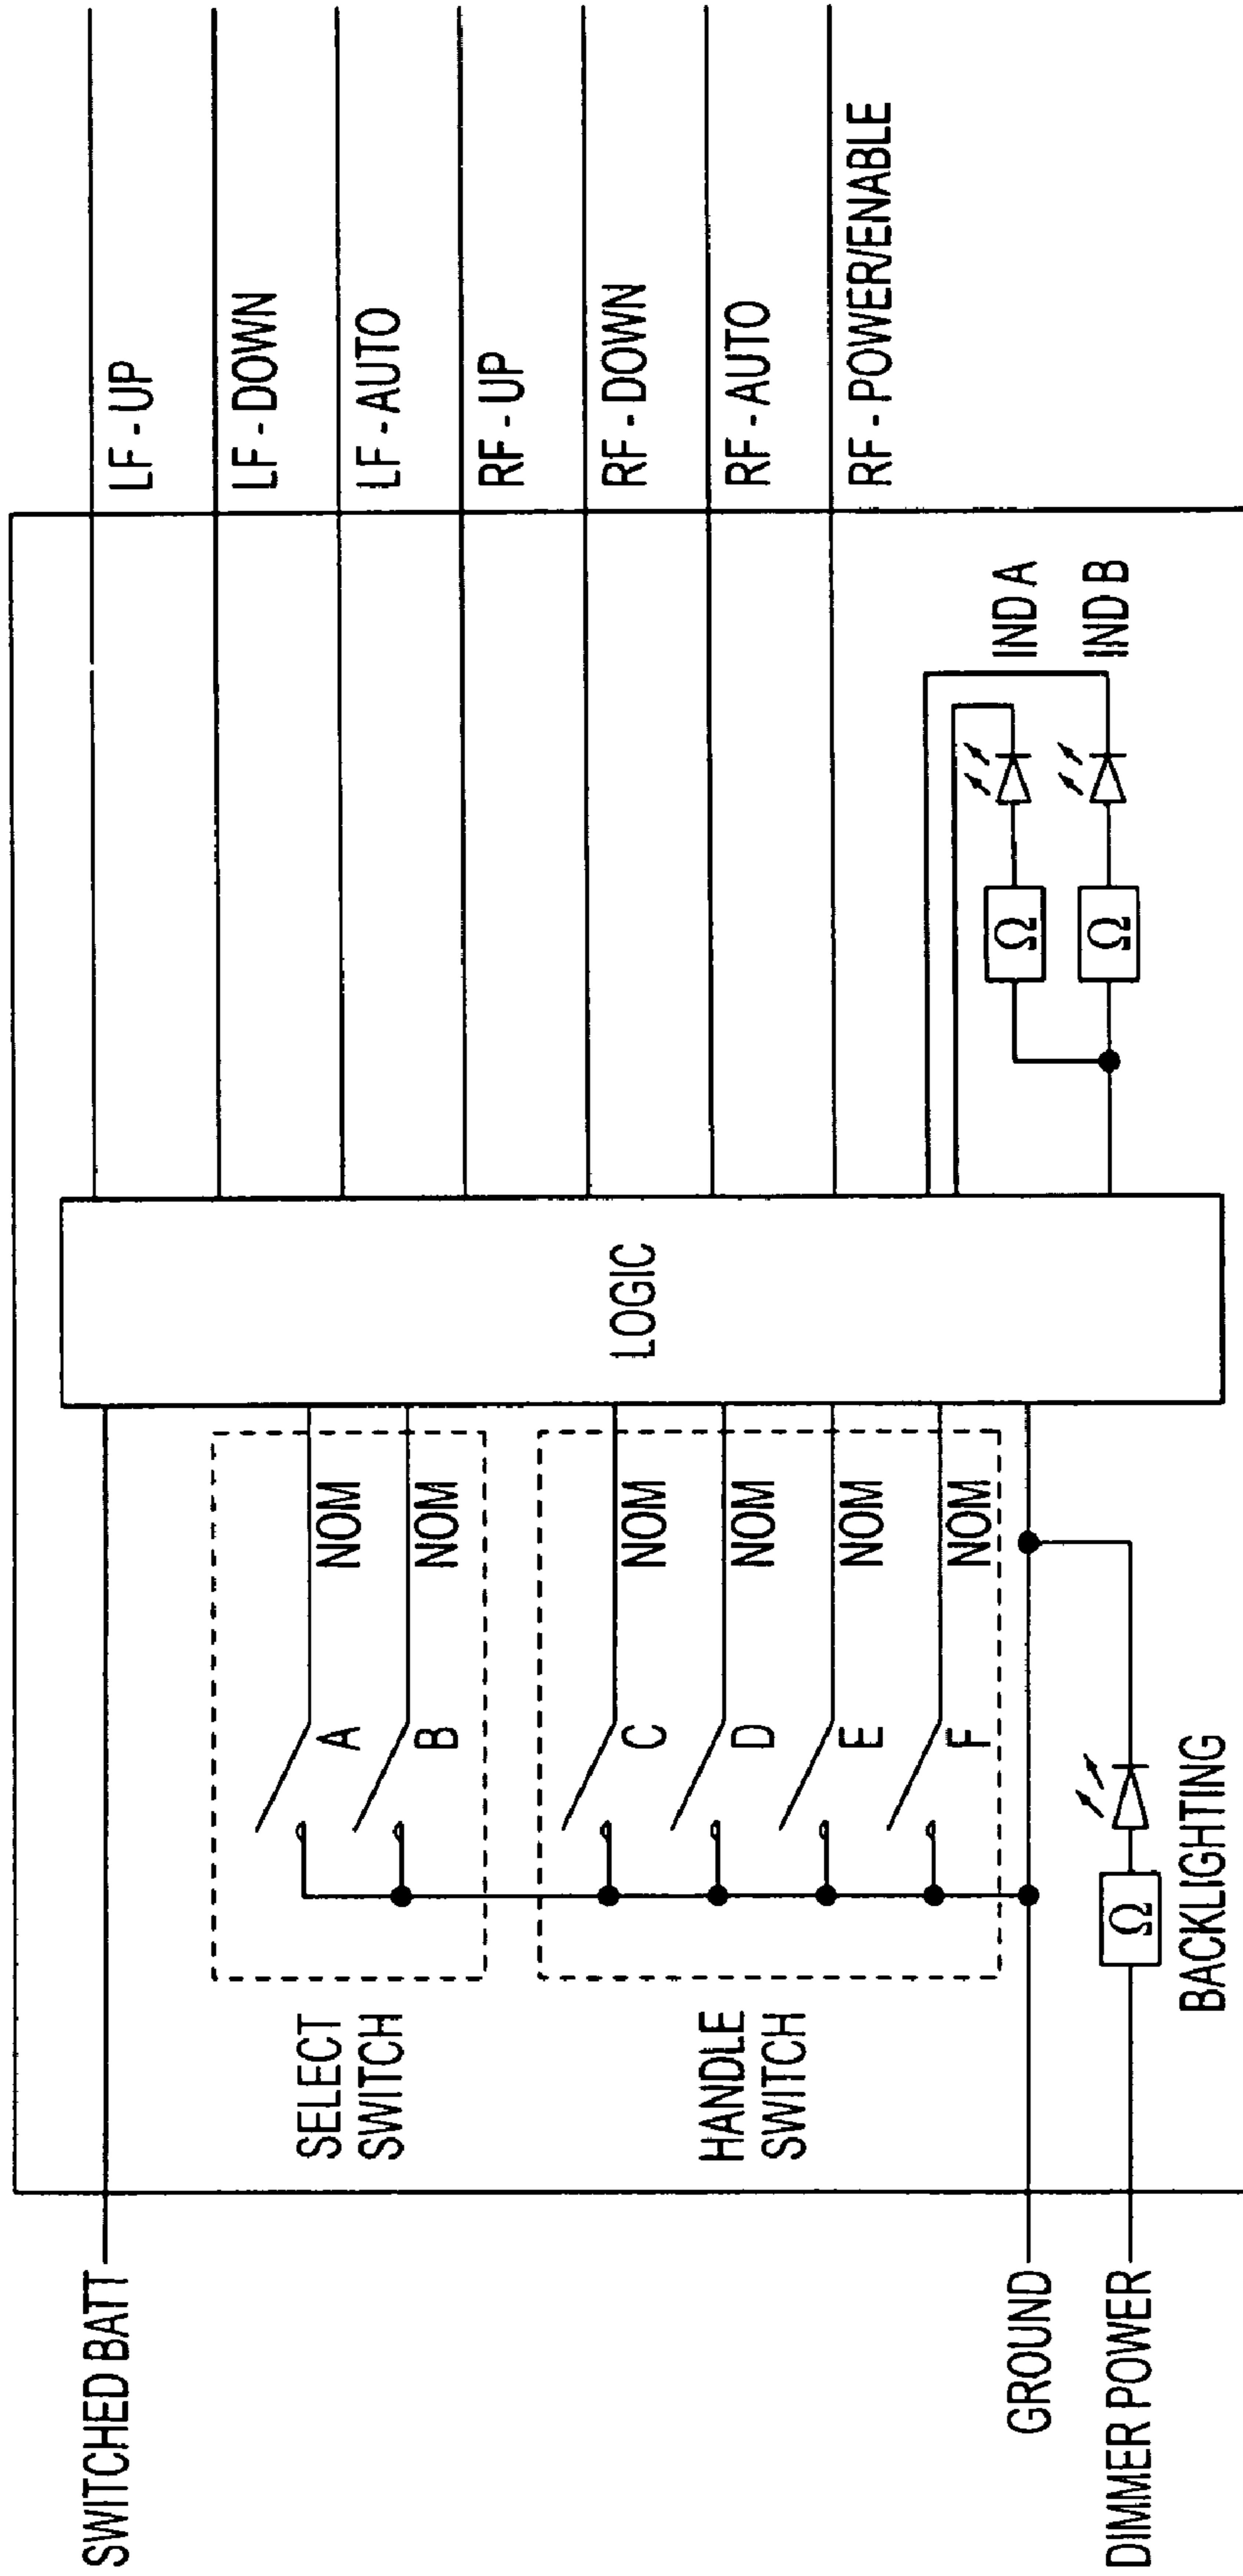 SWITCHED BATT
SELECT
SWITCH
A
NOM
B
NOM
HANDLE
SWITCH
C
NOM
D
NOM
E
NOM
F
NOM
GROUND
DIMMER POWER
Ω
BACKLIGHTING
LOGIC
LF - UP
LF - DOWN
LF - AUTO
RF - UP
RF - DOWN
RF - AUTO
RF - POWER/ENABLE
Ω
IND A
Ω
IND B